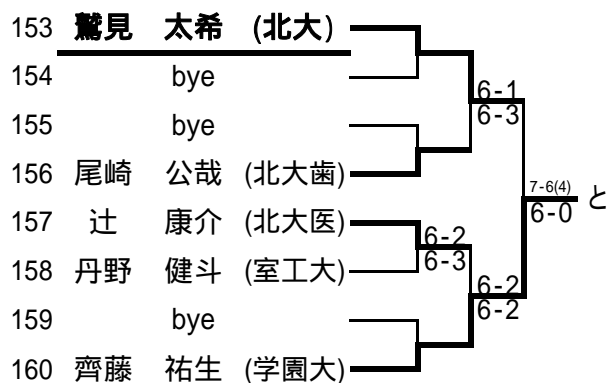 153 鷲見 太希 (北大)
154 bye
6-1
155 bye
6-3
156 尾崎 公哉 (北大歯)
7-6(4)
と
6-0
157 辻 康介 (北大医)
6-2
6-3
158 丹野 健斗 (室工大)
6-2
6-2
159 bye
160 齊藤 祐生 (学園大)